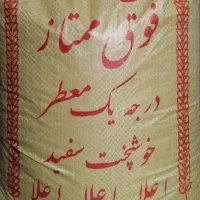 فوق ممتاز
درجه یک معطر
خوشپخت سفید
اعلا اعلا اعلا